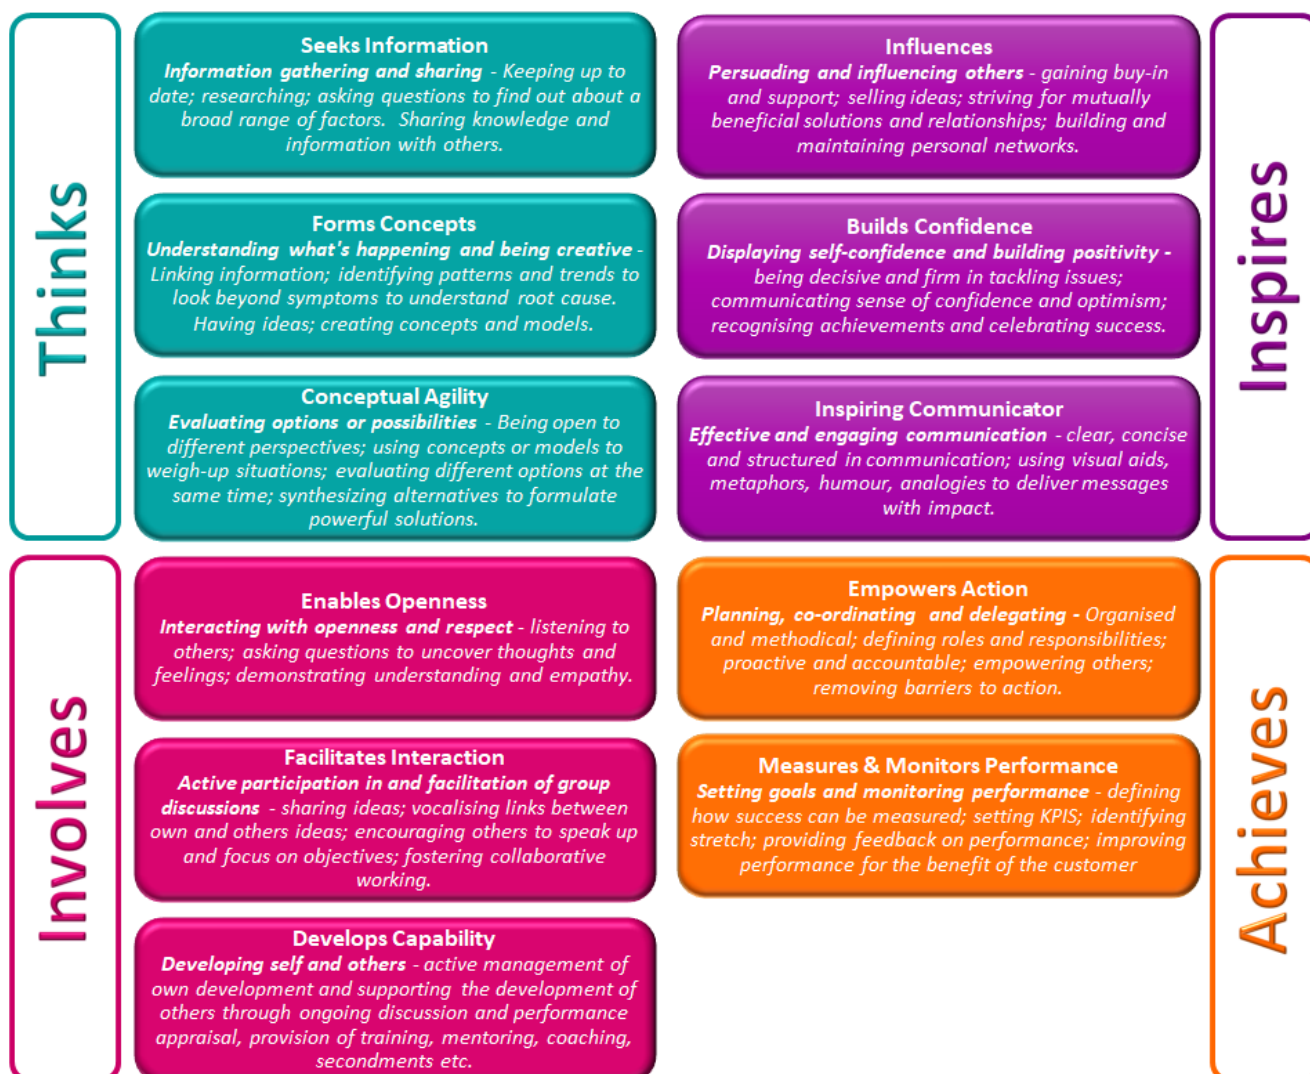 Thinks
Seeks Information
Information gathering and sharing - Keeping up to
date; researching; asking questions to find out about a
broad range of factors. Sharing knowledge and
information with others.
Forms Concepts
Understanding what's happening and being creative -
Linking information; identifying patterns and trends to
look beyond symptoms to understand root cause.
Having ideas; creating concepts and models.
Conceptual Agility
Evaluating options or possibilities - Being open to
different perspectives; using concepts or models to
weigh-up situations; evaluating different options at the
same time; synthesizing alternatives to formulate
powerful solutions.
Inspires
Influences
Persuading and influencing others - gaining buy-in
and support; selling ideas; striving for mutually
beneficial solutions and relationships; building and
maintaining personal networks.
Builds Confidence
Displaying self-confidence and building positivity -
being decisive and firm in tackling issues;
communicating sense of confidence and optimism;
recognising achievements and celebrating success.
Inspiring Communicator
Effective and engaging communication - clear, concise
and structured in communication; using visual aids,
metaphors, humour, analogies to deliver messages
with impact.
Involves
Enables Openness
Interacting with openness and respect - listening to
others; asking questions to uncover thoughts and
feelings; demonstrating understanding and empathy.
Facilitates Interaction
Active participation in and facilitation of group
discussions - sharing ideas; vocalising links between
own and others ideas; encouraging others to speak up
and focus on objectives; fostering collaborative
working.
Develops Capability
Developing self and others - active management of
own development and supporting the development of
others through ongoing discussion and performance
appraisal, provision of training, mentoring, coaching,
secondments etc.
Achieves
Empowers Action
Planning, co-ordinating and delegating - Organised
and methodical; defining roles and responsibilities;
proactive and accountable; empowering others;
removing barriers to action.
Measures & Monitors Performance
Setting goals and monitoring performance - defining
how success can be measured; setting KPIS; identifying
stretch; providing feedback on performance; improving
performance for the benefit of the customer